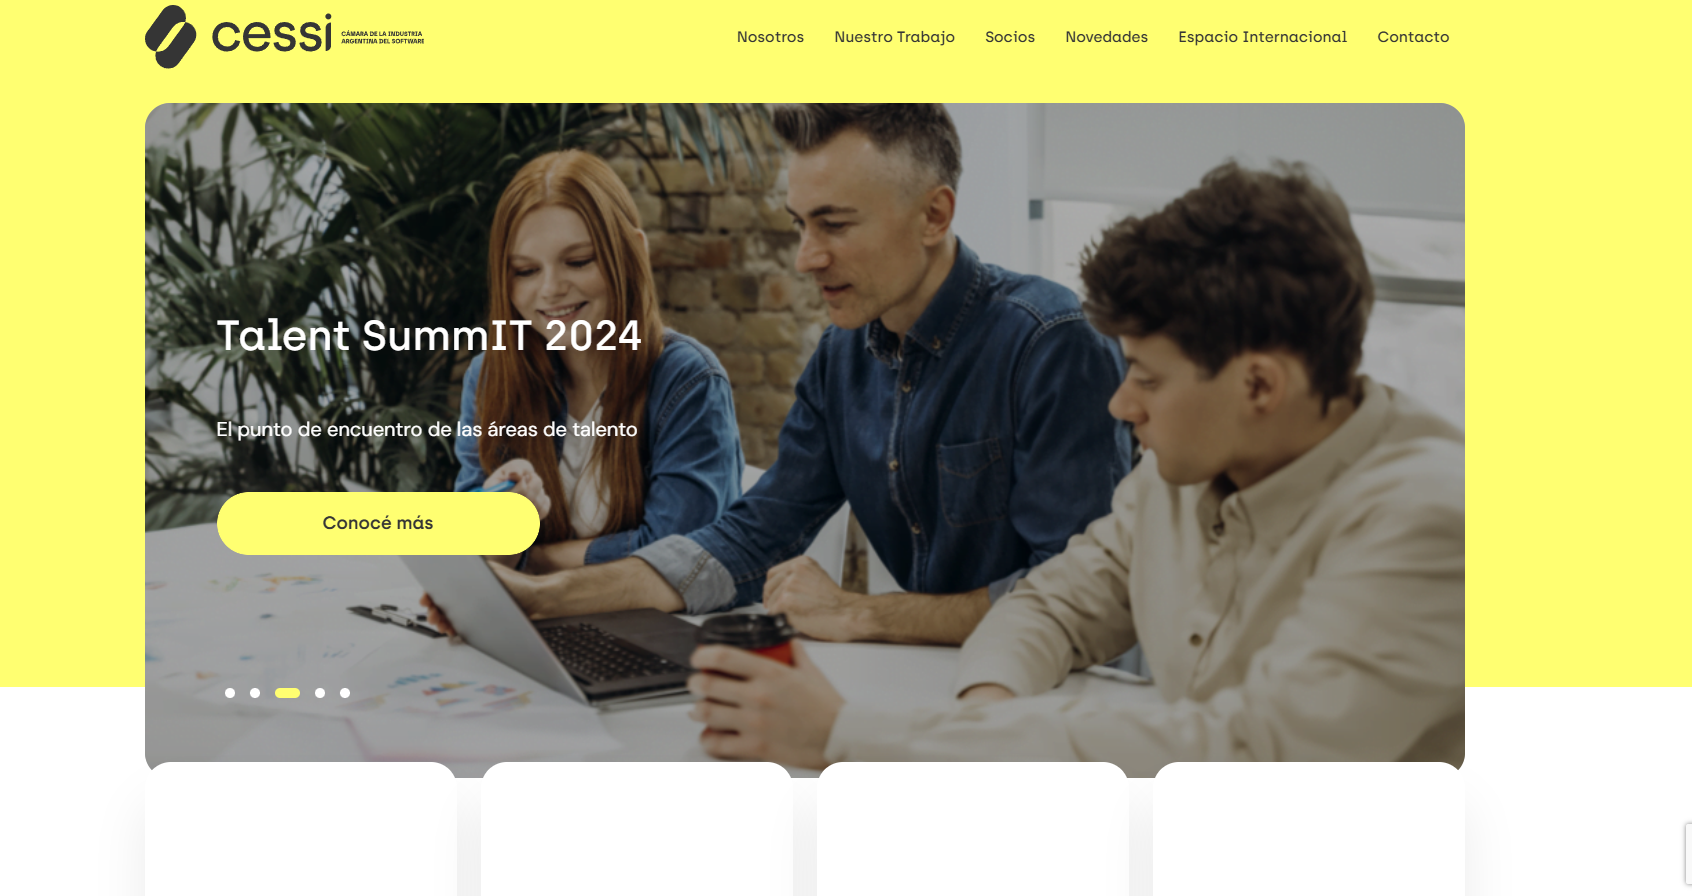 cessi
CÁMARA DE LA INDUSTRIA
ARGENTINA DEL SOFTWARE
Nosotros
Nuestro Trabajo
Socios
Novedades
Espacio Internacional
Contacto
Talent SummIT 2024
El punto de encuentro de las áreas de talento
Conocé más